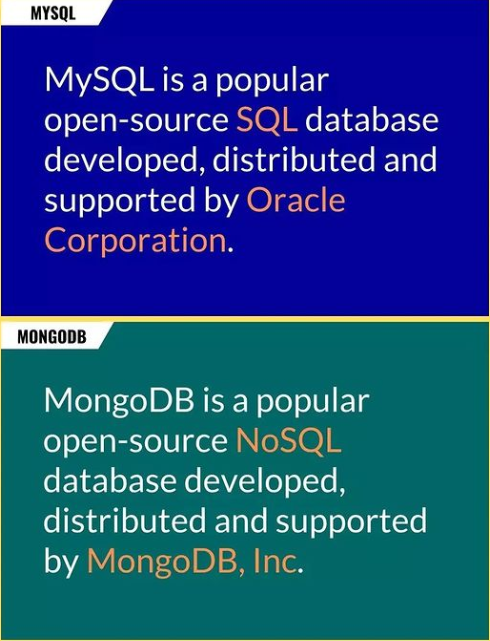 MYSQL
MySQL is a popular
open-source SQL database
developed, distributed and
supported by Oracle
Corporation.
MONGODB
MongoDB is a popular
open-source NoSQL
database developed,
distributed and supported
by MongoDB, Inc.